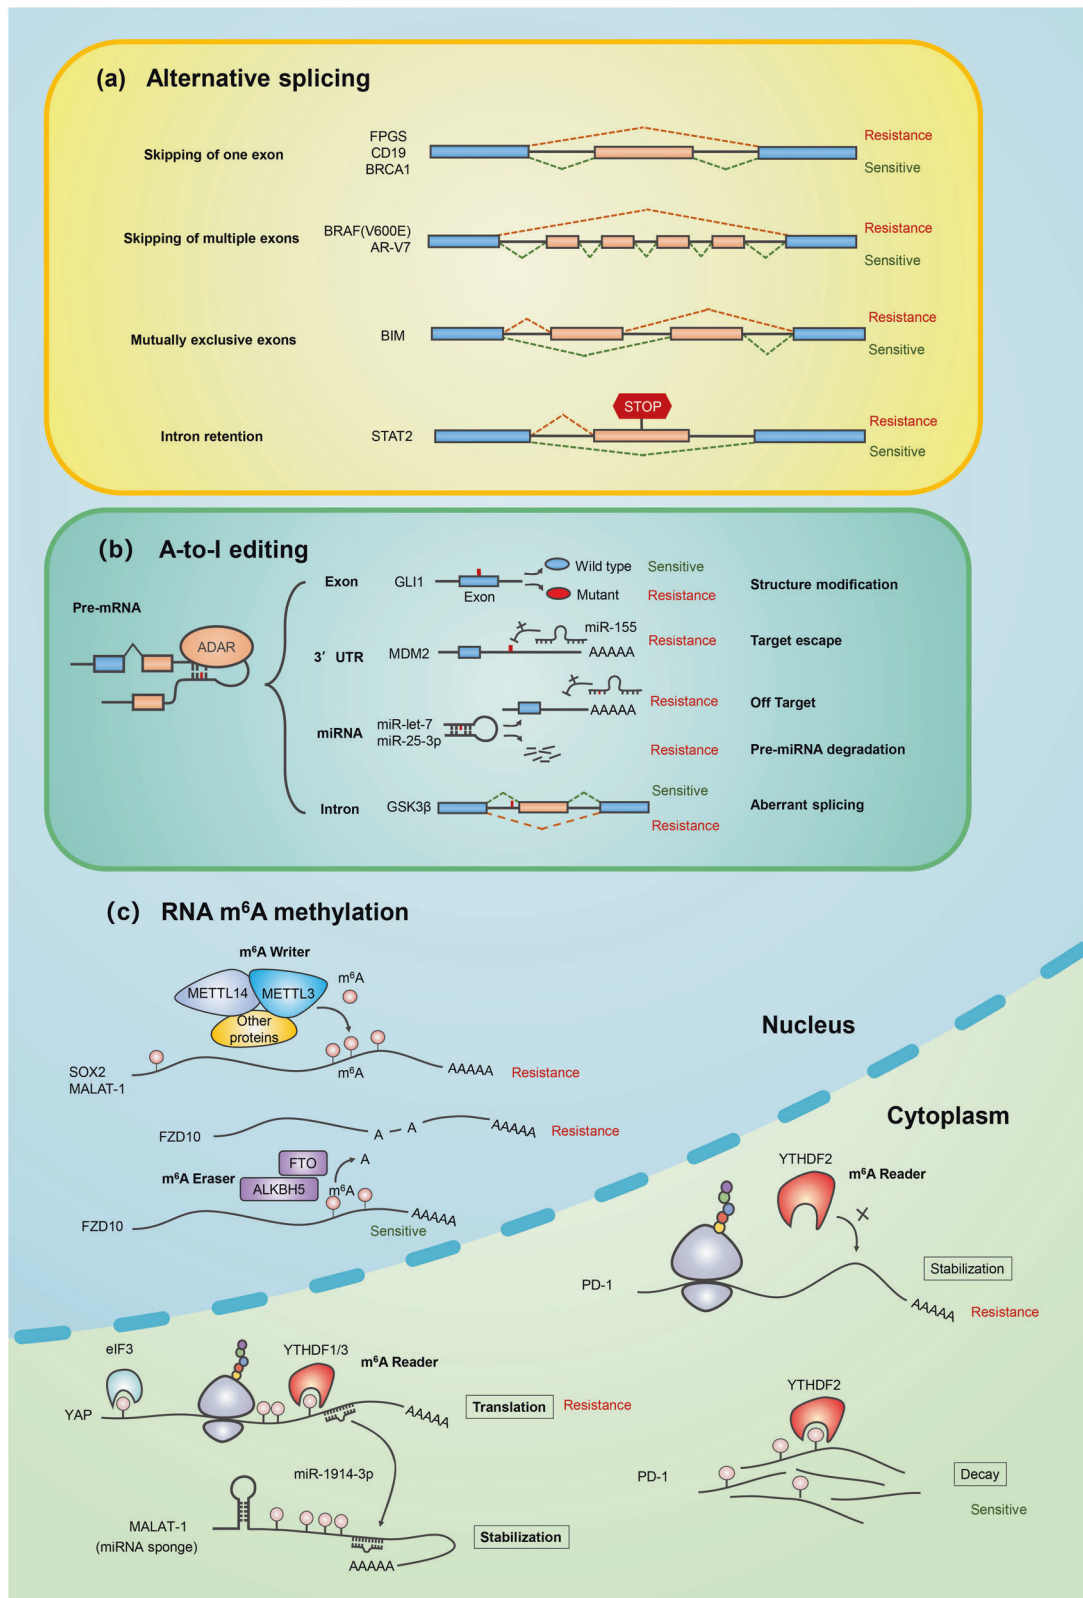 (a) Alternative splicing
Skipping of one exon
FPGS
CD19
BRCA1
Resistance
Sensitive
Skipping of multiple exons
BRAF(V600E)
AR-V7
Resistance
Sensitive
Mutually exclusive exons
BIM
Resistance
Sensitive
Intron retention
STAT2
STOP
Resistance
Sensitive
(b) A-to-I editing
Pre-mRNA
ADAR
Exon
GLI1
Exon
Wild type
Sensitive
Mutant
Resistance
Structure modification
3′ UTR
MDM2
miR-155
AAAAA
Resistance
Target escape
miRNA
miR-let-7
miR-25-3p
AAAAA
Resistance
Off Target
Resistance
Pre-miRNA degradation
Intron
GSK3β
Sensitive
Resistance
Aberrant splicing
(c) RNA m⁶A methylation
m⁶A Writer
METTL14
METTL3
Other
proteins
m⁶A
m⁶A
SOX2
MALAT-1
AAAAA
Resistance
FZD10
A
A
AAAAA
Resistance
m⁶A Eraser
FTO
ALKBH5
A
m⁶A
FZD10
AAAAA
Sensitive
Nucleus
Cytoplasm
YTHDF2
m⁶A Reader
PD-1
Stabilization
AAAAA
Resistance
eIF3
YTHDF1/3
m⁶A Reader
YAP
AAAAA
Translation
Resistance
miR-1914-3p
MALAT-1
(miRNA sponge)
AAAAA
Stabilization
YTHDF2
PD-1
Decay
Sensitive